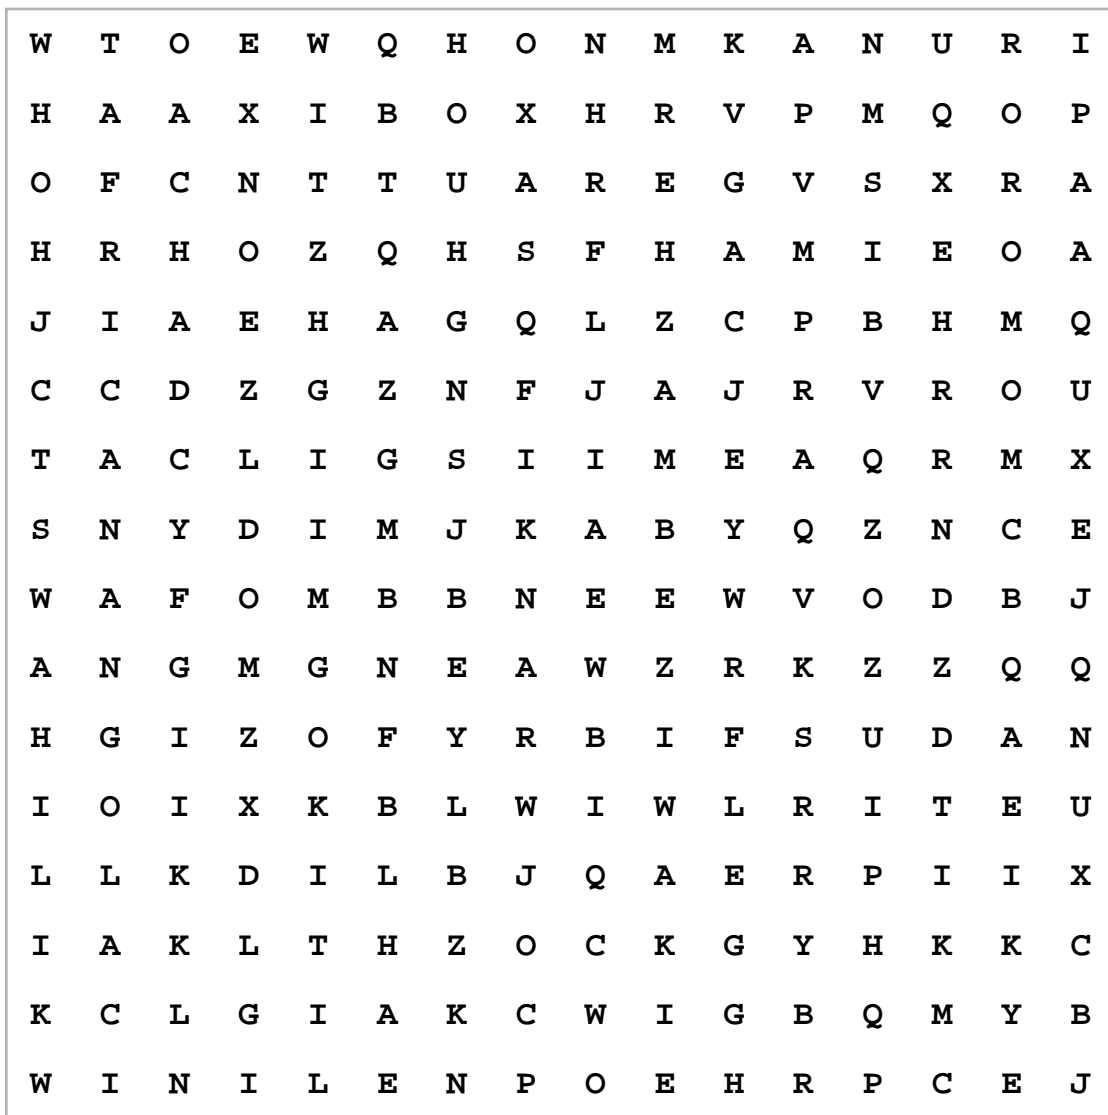 W T O E W Q H O N M K A N U R I
H A A X I B O X H R V P M Q O P
O F C N T T U A R E G V S X R A
H R H O Z Q H S F H A M I E O A
J I A E H A G Q L Z C P B H M Q
C C D Z G Z N F J A J R V R O U
T A C L I G S I I M E A Q R M X
S N Y D I M J K A B Y Q Z N C E
W A F O M B B N E E W V O D B J
A N G M G N E A W Z R K Z Z Q Q
H G I Z O F Y R B I F S U D A N
I O I X K B L W I W L R I T E U
L L K D I L B J Q A E R P I I X
I A K L T H Z O C K G Y H K K C
K C L G I A K C W I G B Q M Y B
W I N I L E N P O E H R P C E J